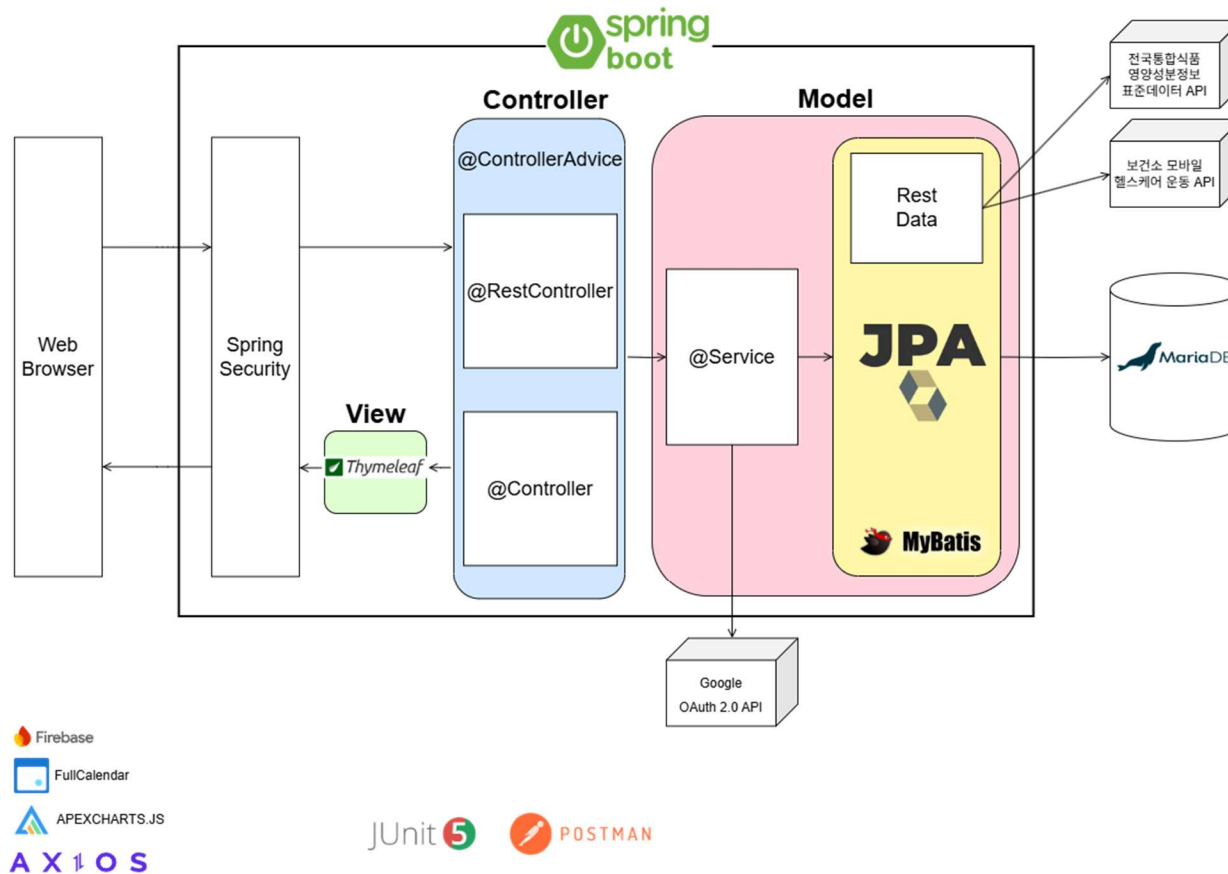 spring
boot
Controller
Model
전국통합식품
영양성분정보
표준데이터 API
@ControllerAdvice
보건소 모바일
헬스케어 운동 API
Rest
Data
@RestController
Web
Browser
Spring
Security
@Service
JPA
MariaDB
View
Thymeleaf
@Controller
MyBatis
Google
OAuth 2.0 API
Firebase
FullCalendar
APEXCHARTS.JS
AXIOS
JUnit 5
POSTMAN